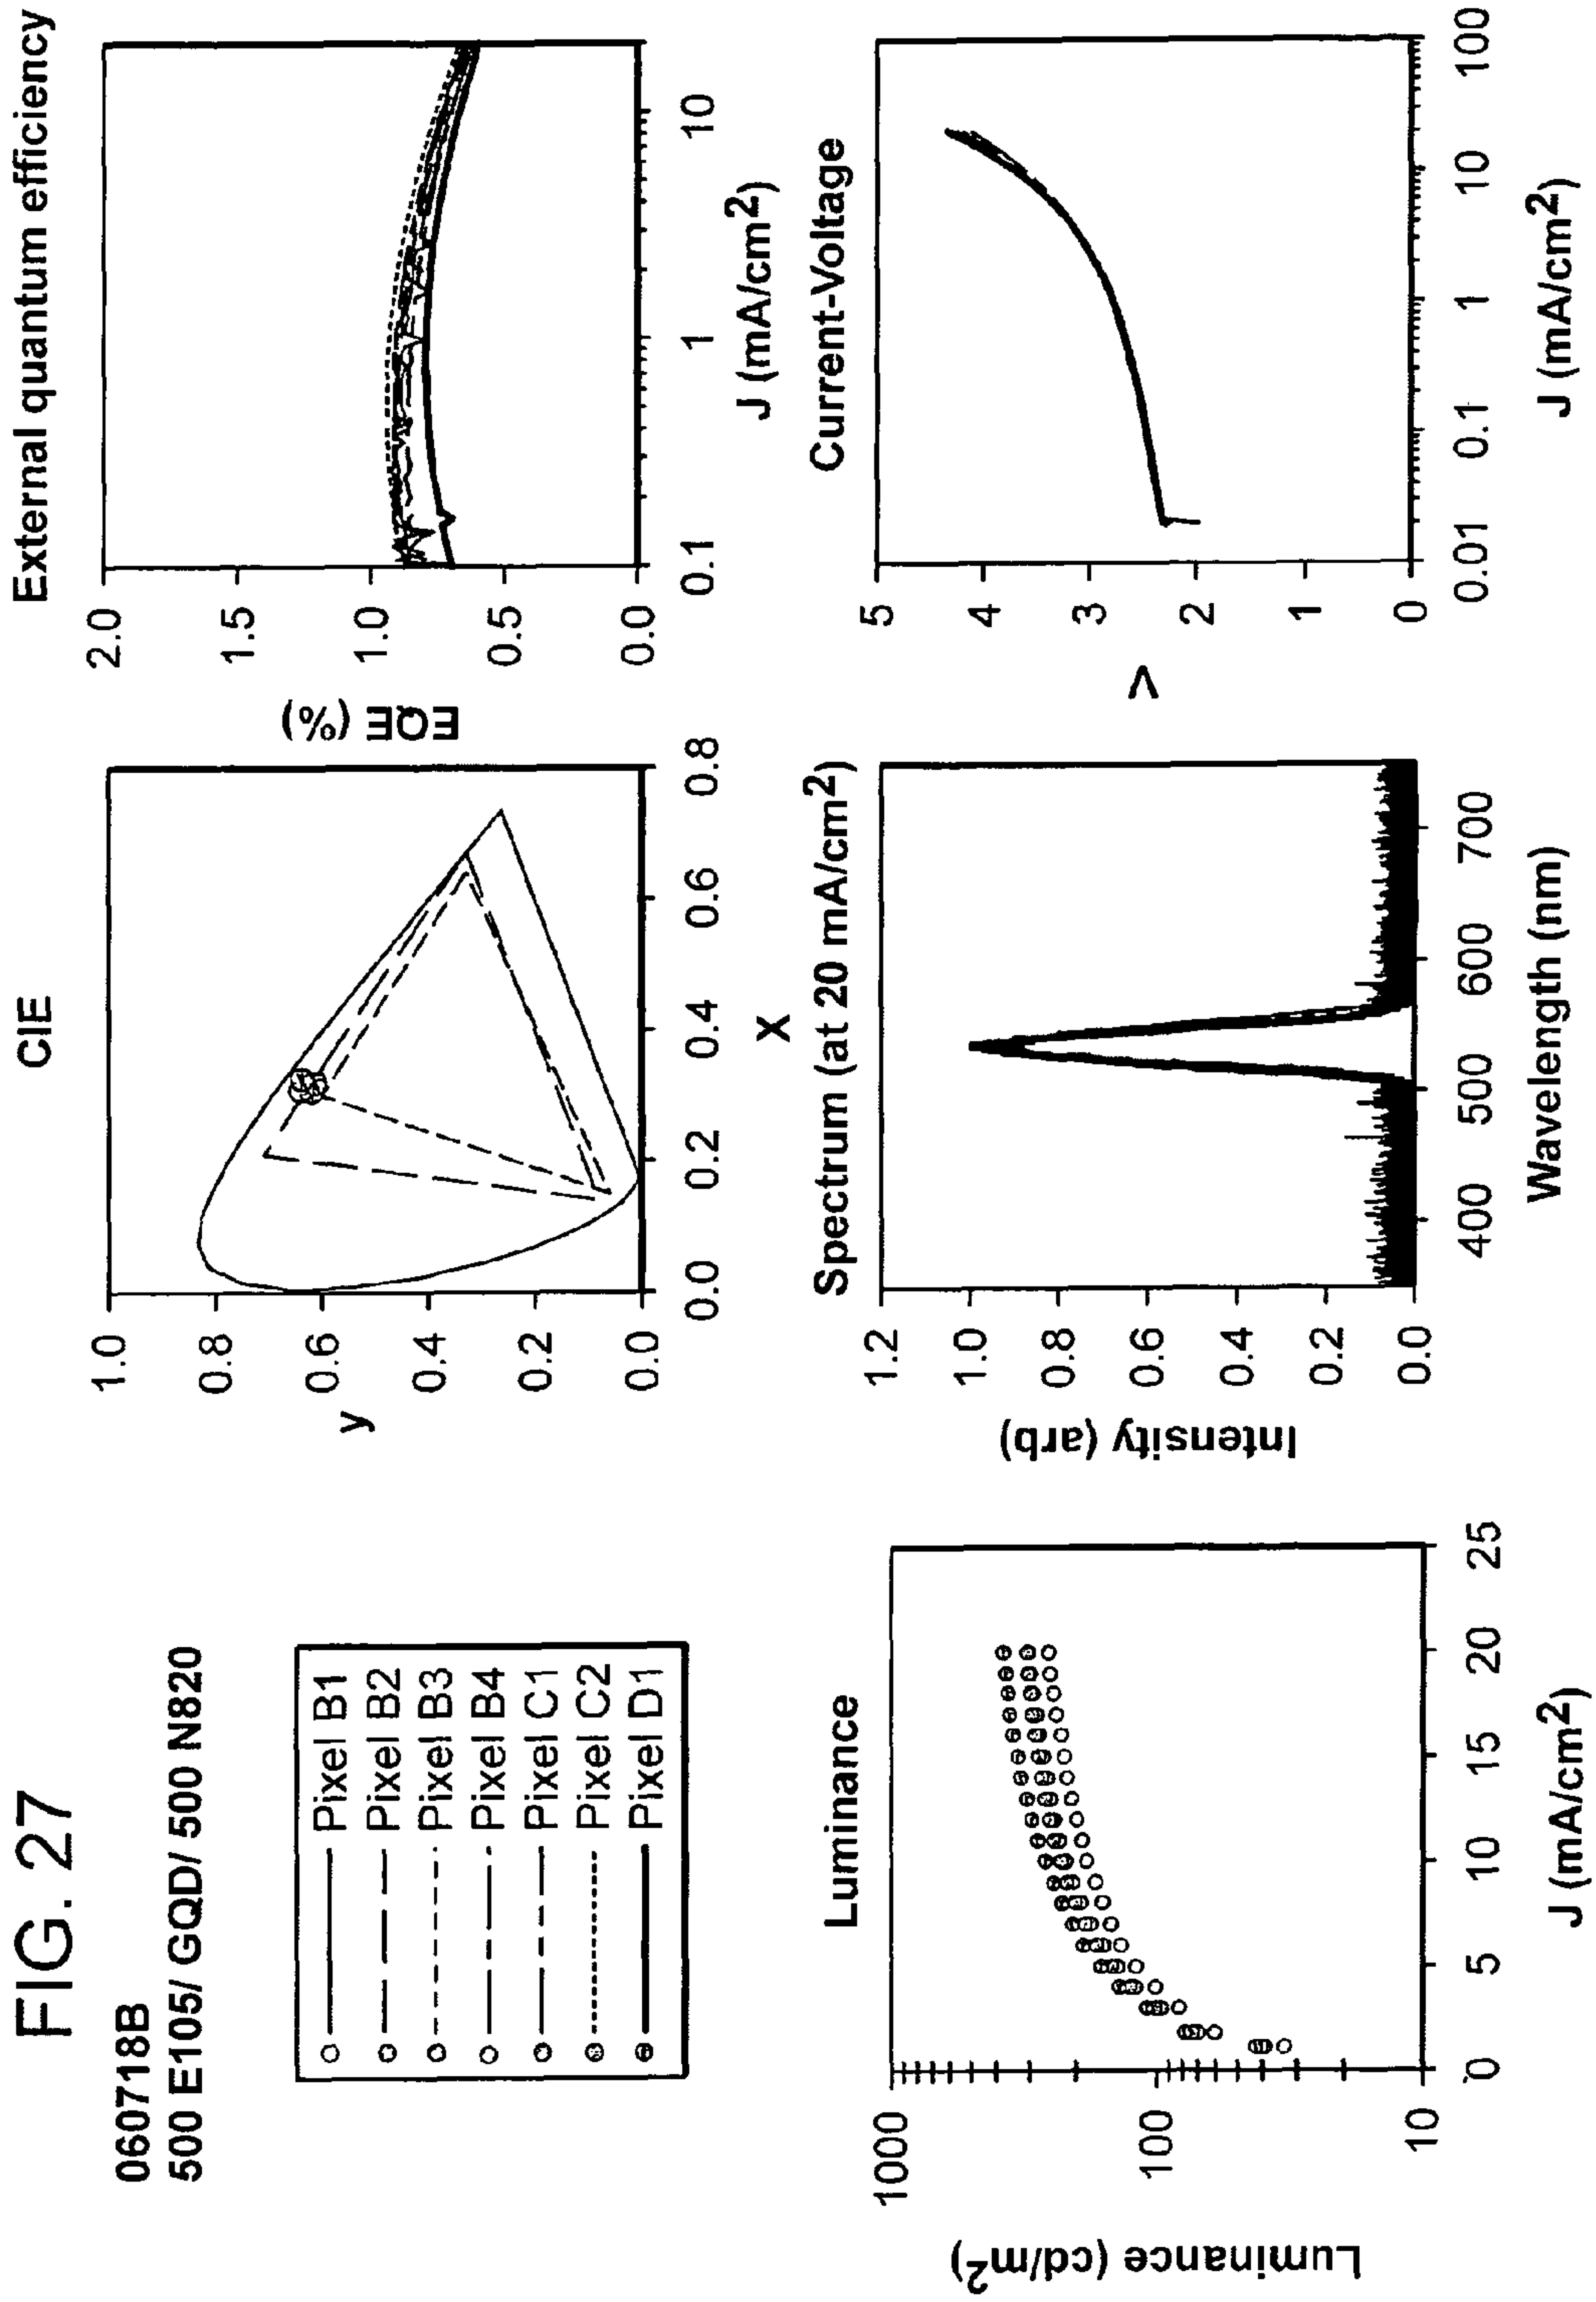 FIG. 27
060718B
500 E105/ GQD/ 500 N820
Pixel B1
Pixel B2
Pixel B3
Pixel B4
Pixel C1
Pixel C2
Pixel D1
CIE
1.0
0.8
0.6
0.4
0.2
0.0
y
0.0
0.2
0.4
0.6
0.8
X
External quantum efficiency
2.0
1.5
1.0
0.5
0.0
EQE (%)
0.1
1
10
J (mA/cm2)
Luminance
1000
100
10
Luminance (cd/m2)
0
5
10
15
20
25
J (mA/cm2)
Spectrum (at 20 mA/cm2)
1.2
1.0
0.8
0.6
0.4
0.2
0.0
Intensity (arb)
400
500
600
700
Wavelength (nm)
Current-Voltage
5
4
3
2
1
0
V
0.01
0.1
1
10
100
J (mA/cm2)